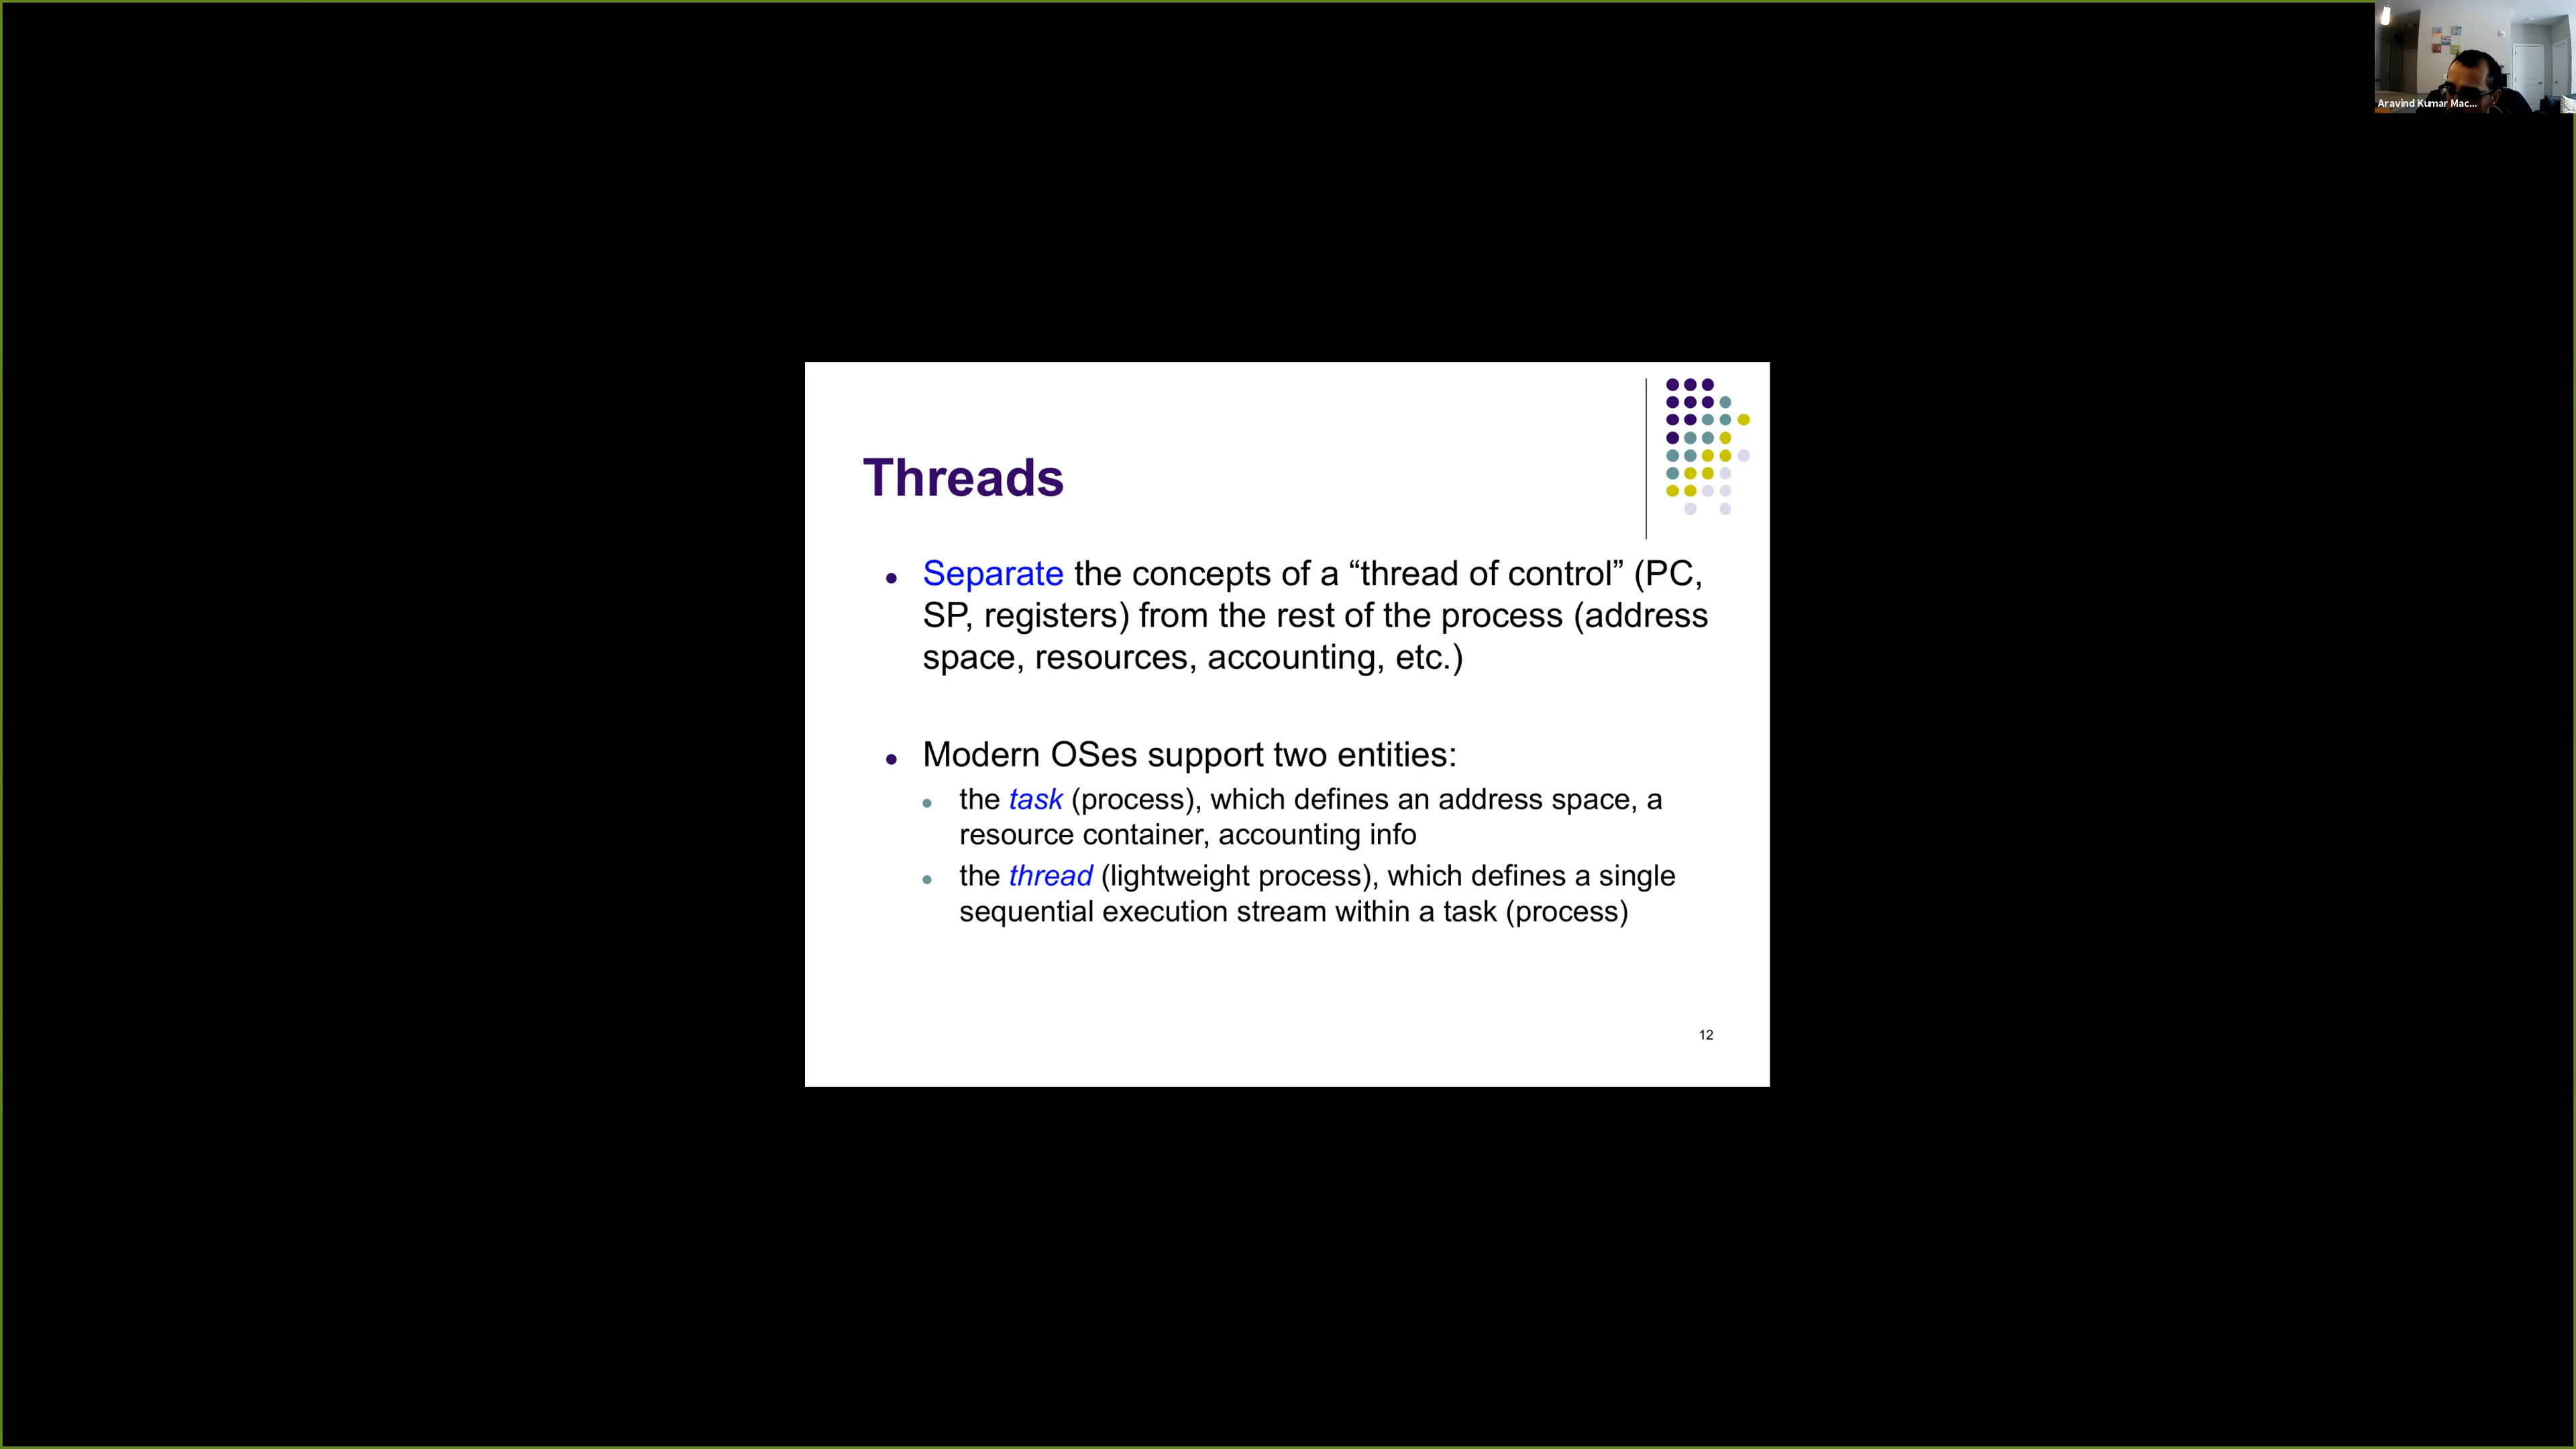 Aravind Kumar Mac...
Threads
Separate the concepts of a “thread of control” (PC,
SP, registers) from the rest of the process (address
space, resources, accounting, etc.)
Modern OSes support two entities:
the task (process), which defines an address space, a
resource container, accounting info
the thread (lightweight process), which defines a single
sequential execution stream within a task (process)
12